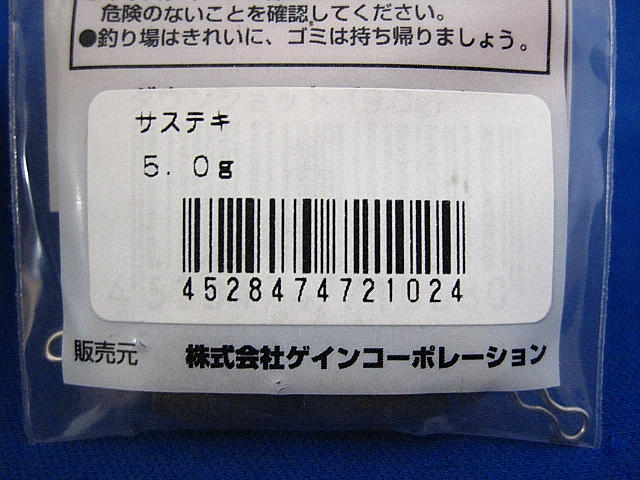 危険のないことを確認してください。
●釣り場はきれいに、ゴミは持ち帰りましょう。
サステキ
5.0g
4528474721024
販売元 株式会社ゲインコーポレーション